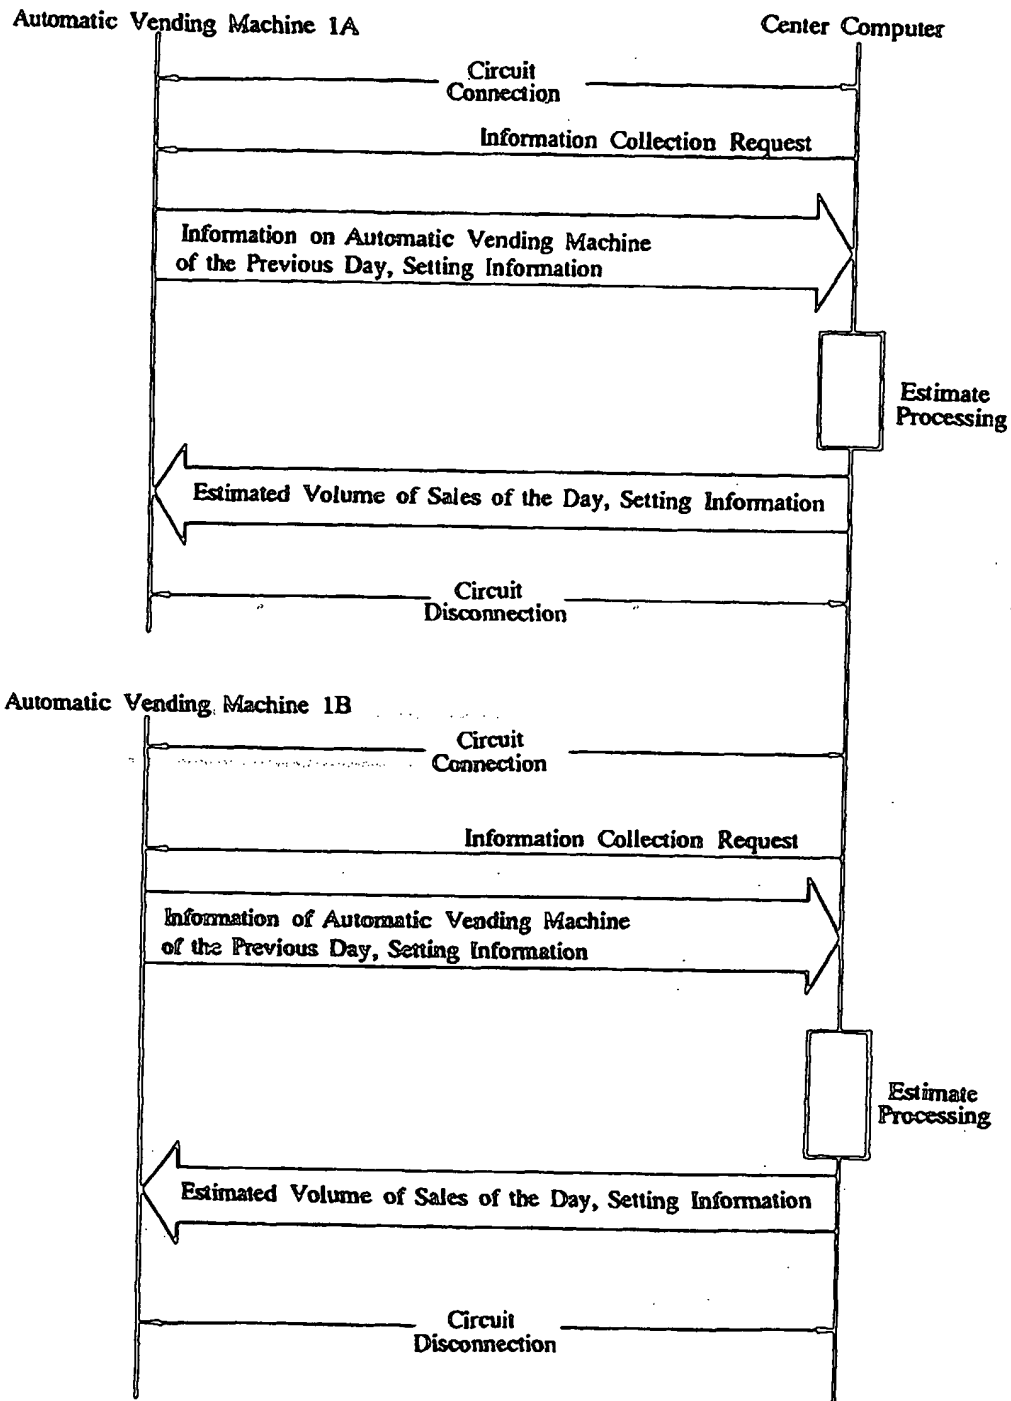 Automatic Vending Machine 1A
Center Computer
Circuit
Connection
Information Collection Request
Information on Automatic Vending Machine
of the Previous Day, Setting Information
Estimate
Processing
Estimated Volume of Sales of the Day, Setting Information
Circuit
Disconnection
Automatic Vending Machine 1B
Circuit
Connection
Information Collection Request
Information of Automatic Vending Machine
of the Previous Day, Setting Information
Estimate
Processing
Estimated Volume of Sales of the Day, Setting Information
Circuit
Disconnection